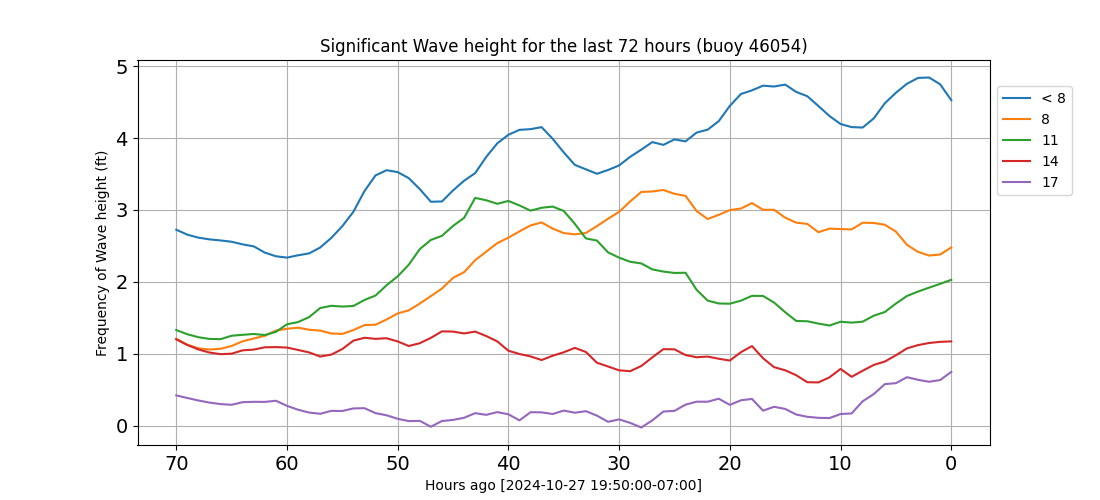 Significant Wave height for the last 72 hours (buoy 46054)
Frequency of Wave height (ft)
5
4
3
2
1
0
70 60 50 40 30 20 10 0
Hours ago [2024-10-27 19:50:00-07:00]
< 8
8
11
14
17